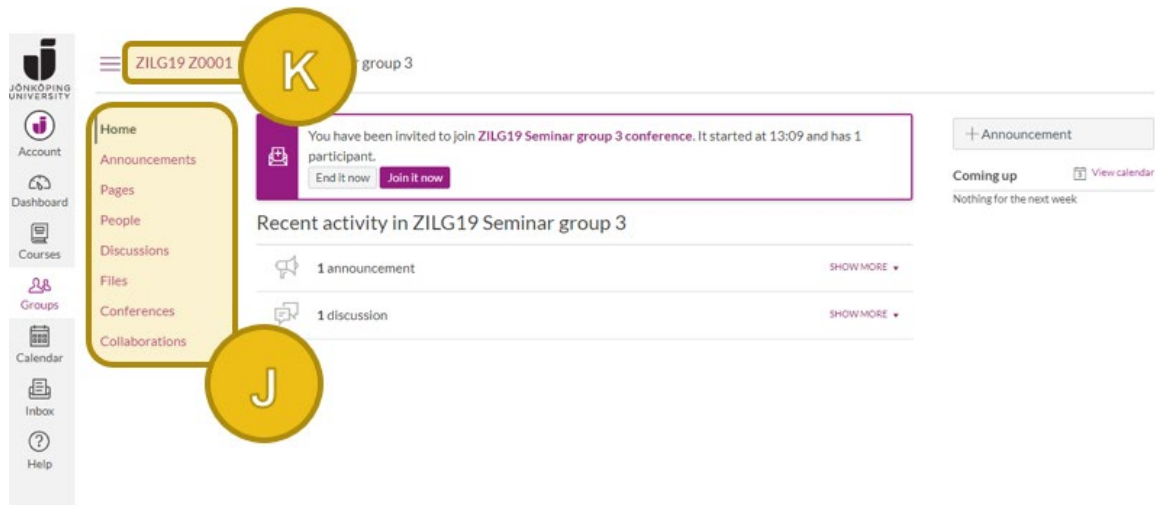 JÖNKÖPING
UNIVERSITY
Account
Dashboard
Courses
Groups
Calendar
Inbox
Help
ZILG19 Z0001
K
group 3
Home
Announcements
Pages
People
Discussions
Files
Conferences
Collaborations
J
You have been invited to join ZILG19 Seminar group 3 conference. It started at 13:09 and has 1
participant.
End it now Join it now
Recent activity in ZILG19 Seminar group 3
1 announcement SHOW MORE
1 discussion SHOW MORE
+ Announcement
Coming up View calendar
Nothing for the next week